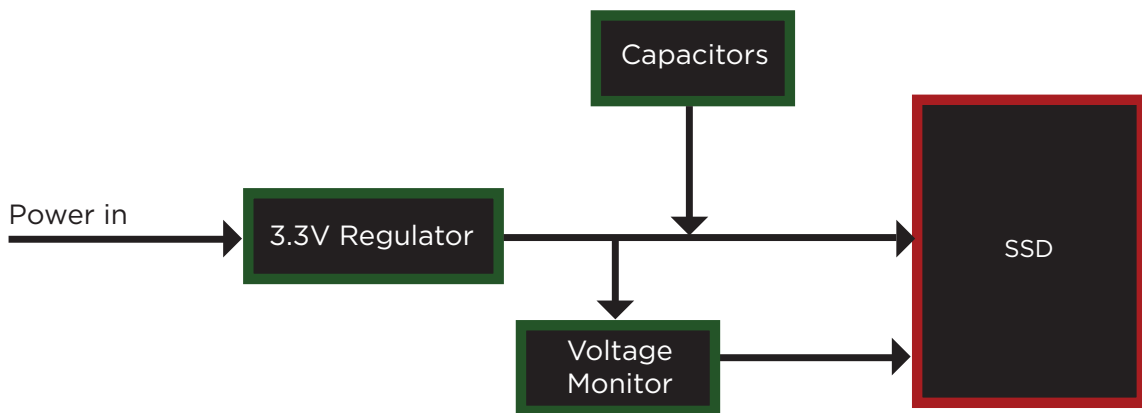 Capacitors
Power in
3.3V Regulator
SSD
Voltage
Monitor